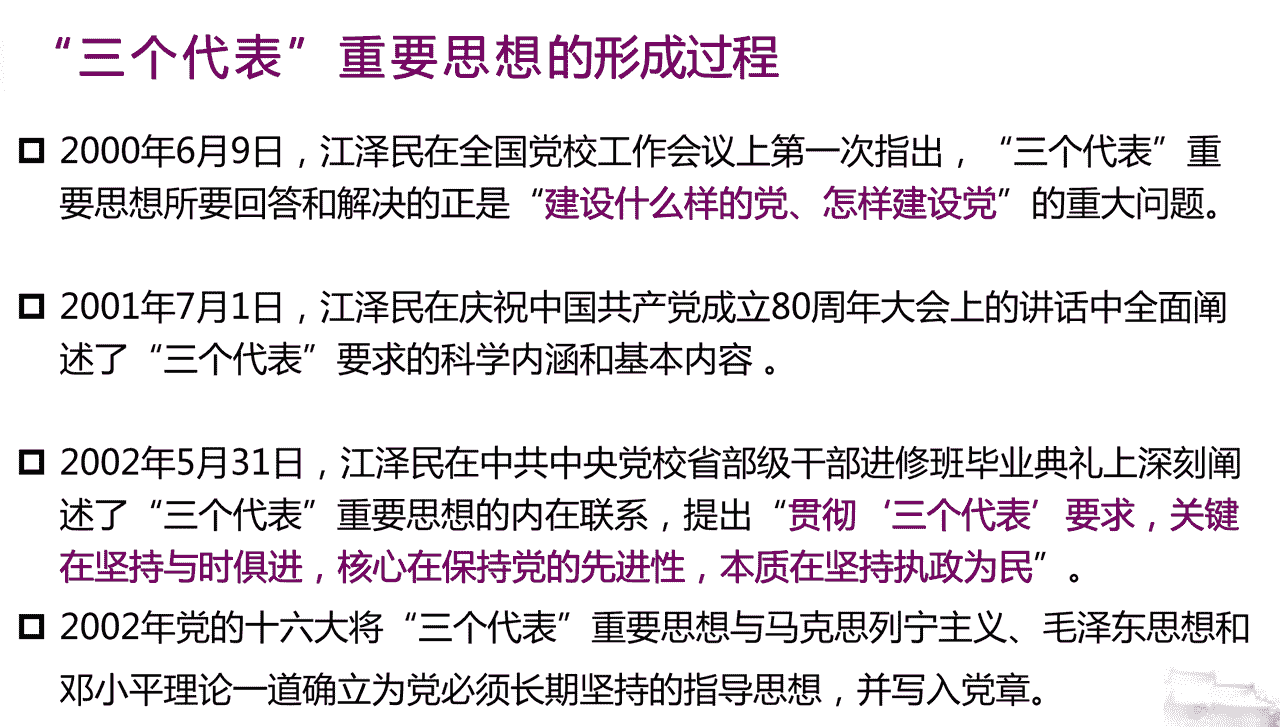 “三个代表”重要思想的形成过程
2000年6月9日，江泽民在全国党校工作会议上第一次指出，“三个代表”重
要思想所要回答和解决的正是“建设什么样的党、怎样建设党”的重大问题。
2001年7月1日，江泽民在庆祝中国共产党成立80周年大会上的讲话中全面阐
述了“三个代表”要求的科学内涵和基本内容 。
2002年5月31日，江泽民在中共中央党校省部级干部进修班毕业典礼上深刻阐
述了“三个代表”重要思想的内在联系，提出“贯彻‘三个代表’要求，关键
在坚持与时俱进，核心在保持党的先进性，本质在坚持执政为民”。
2002年党的十六大将“三个代表”重要思想与马克思列宁主义、毛泽东思想和
邓小平理论一道确立为党必须长期坚持的指导思想，并写入党章。